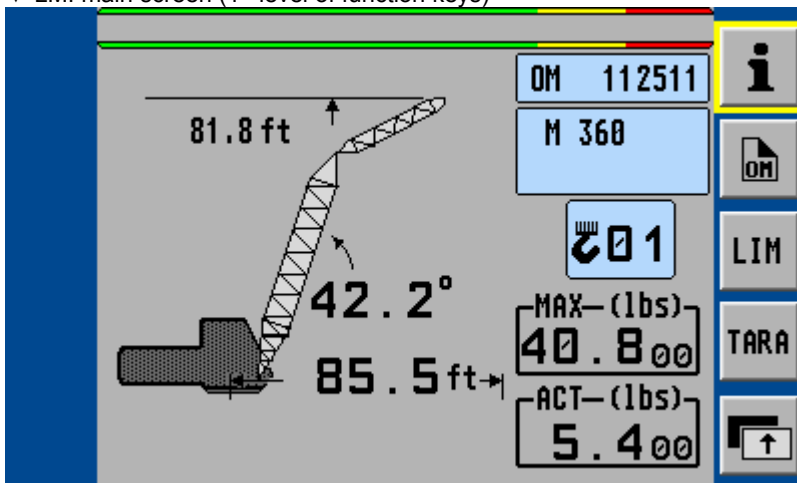 LMI main screen (1 level of function keys)
OM 112511
i
81.8 ft
M 360
OM
01
LIM
42.2°
MAX (lbs)
40.800
TARA
85.5 ft
ACT (lbs)
5.400